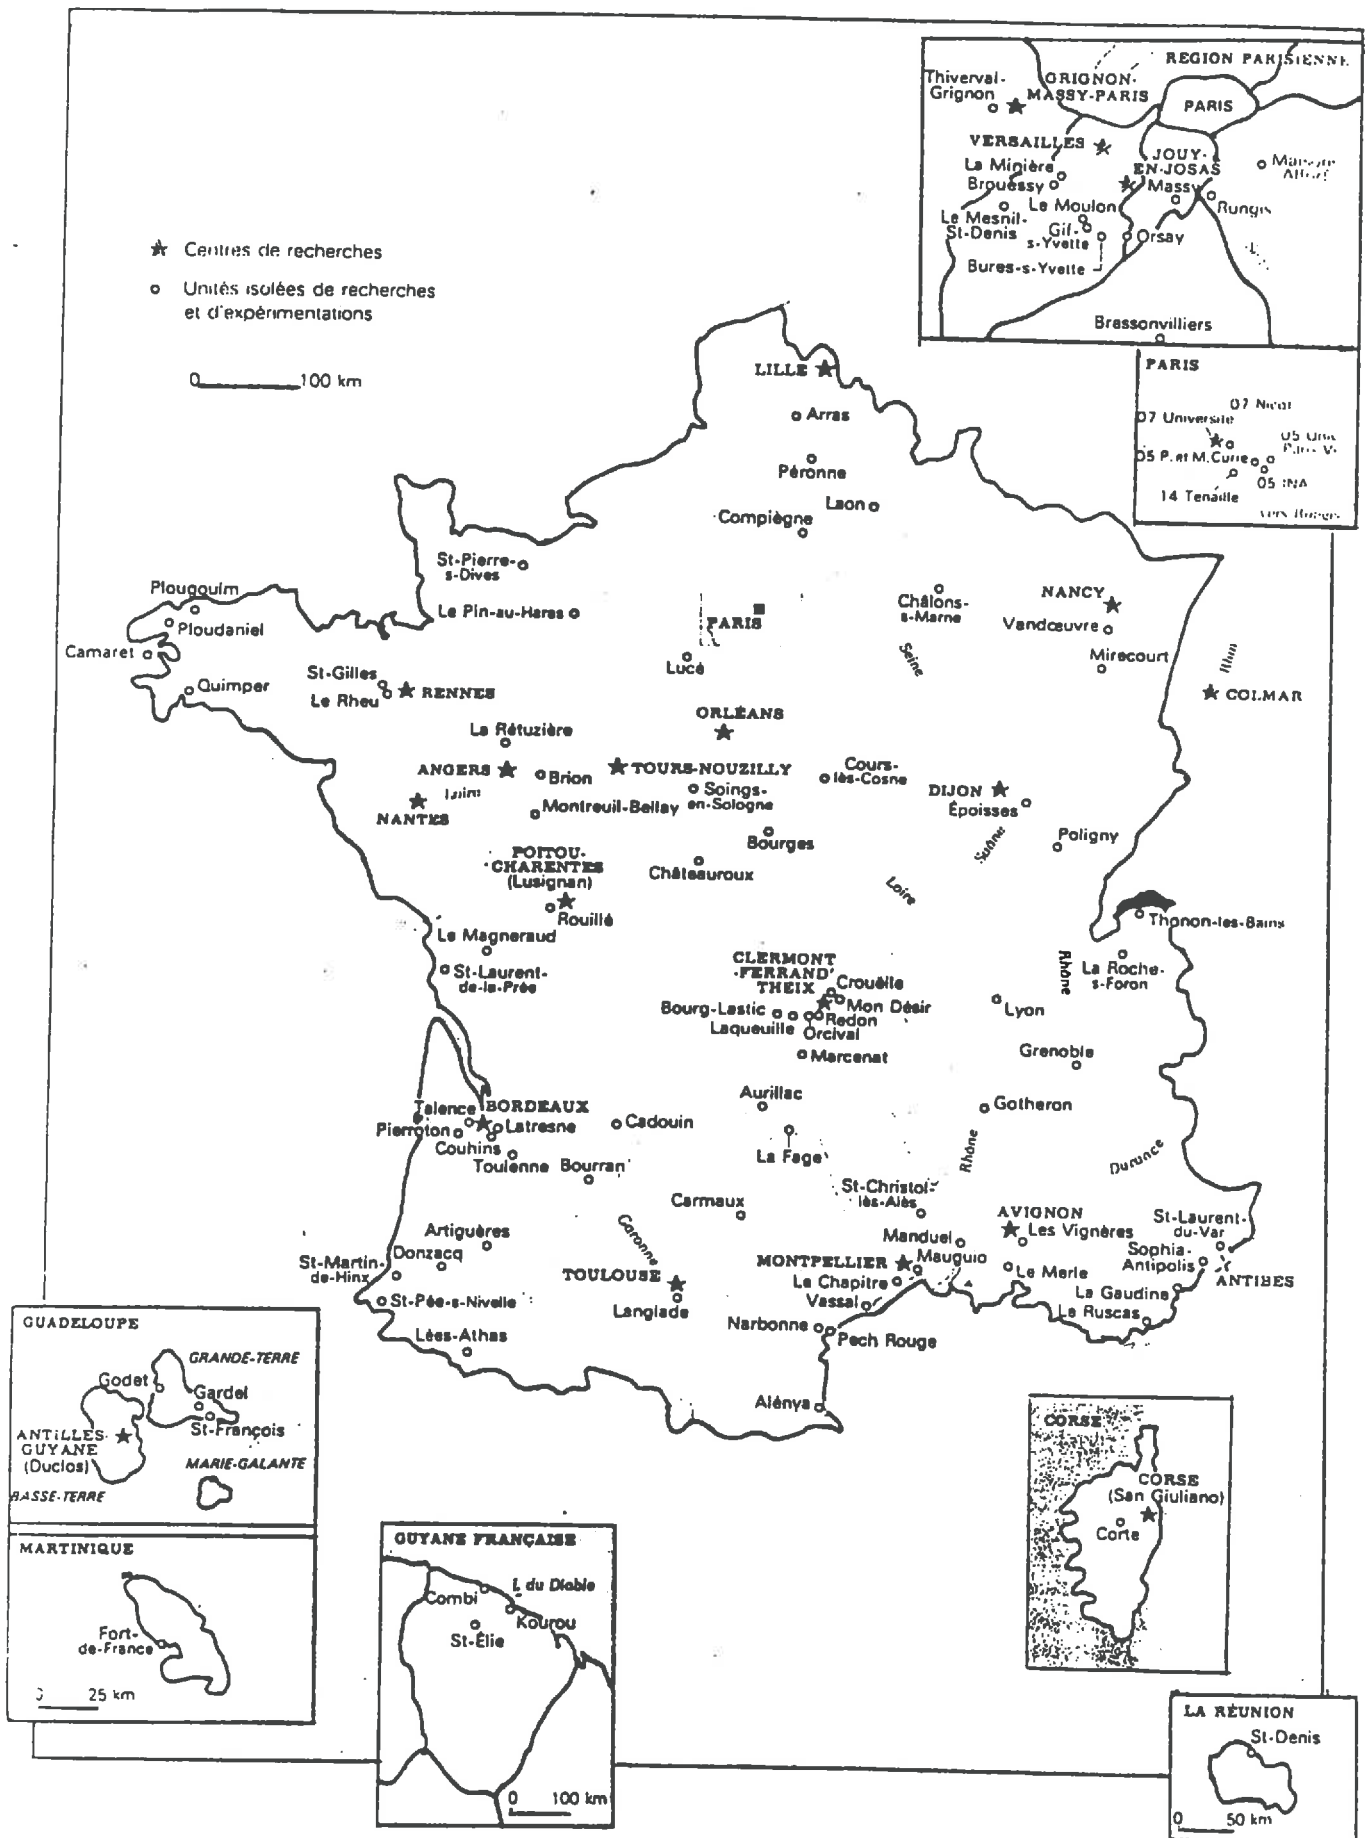 REGION PARISIENNE
Thiverval-
Grignon
GRIGNON-
MASSY-PARIS
PARIS
VERSAILLES
JOUY-
EN-JOSAS
La Minière
Brouessy
Massy
Rungis
Le Moulon
Le Mesnil-
St-Denis
Gif-
s-Yvette
Orsay
Bures-s-Yvette
Bressonvilliers
Centres de recherches
Unités isolées de recherches
et d'expérimentations
0 100 km
PARIS
07 Université
05 P. et M. Curie
14 Tenaille
05 INA
vers Rungis
LILLE
Arras
Péronne
Laon
Compiègne
St-Pierre-
s-Dives
Le Pin-au-Haras
PARIS
Châlons-
s-Marne
NANCY
Vandœuvre
Mirecourt
Plougouim
Ploudaniel
Camaret
Quimper
St-Gilles
Le Rheu
RENNES
Lucé
Seine
Rhin
COLMAR
ORLÉANS
La Rétuzière
ANGERS
Brion
TOURS-NOUZILLY
Cours-
lès-Cosne
Soings-
en-Sologne
DIJON
Époisses
NANTES
Montreuil-Bellay
Bourges
Poligny
Saône
POITOU-
CHARENTES
(Lusignan)
Rouillé
Châteauroux
Loire
Thonon-les-Bains
Le Magneraud
St-Laurent-
de-la-Prée
CLERMONT
-FERRAND
THEIX
Crouëlle
Mon Désir
Bourg-Lastic
Redon
Laqueuille
Orcival
Marcenat
Rhône
La Roche-
s-Foron
Lyon
Grenoble
Aurillac
Gotheron
Talence
BORDEAUX
Pierroton
Latresne
Couhins
Toulenne
Bourran
Cadouin
La Fage
Rhône
Durance
Carmaux
St-Christol-
lès-Alès
AVIGNON
Les Vignères
St-Laurent-
du-Var
Artiguères
Donzacq
St-Martin-
de-Hinx
Garonne
Manduel
Mauguio
Sophia-
Antipolis
ANTIBES
TOULOUSE
Langlade
MONTPELLIER
Le Chapitre
Vassal
Le Merle
La Gaudine
Le Ruscas
St-Pée-s-Nivelle
Lées-Athas
Narbonne
Pech Rouge
Alénya
GUADELOUPE
GRANDE-TERRE
Godet
Gardel
St-François
ANTILLES-
GUYANE
(Duclos)
MARIE-GALANTE
BASSE-TERRE
MARTINIQUE
Fort-
de-France
25 km
GUYANE FRANÇAISE
Combi
I. du Diable
Kourou
St-Élie
0 100 km
CORSE
CORSE
(San Giuliano)
Corte
LA RÉUNION
St-Denis
0 50 km